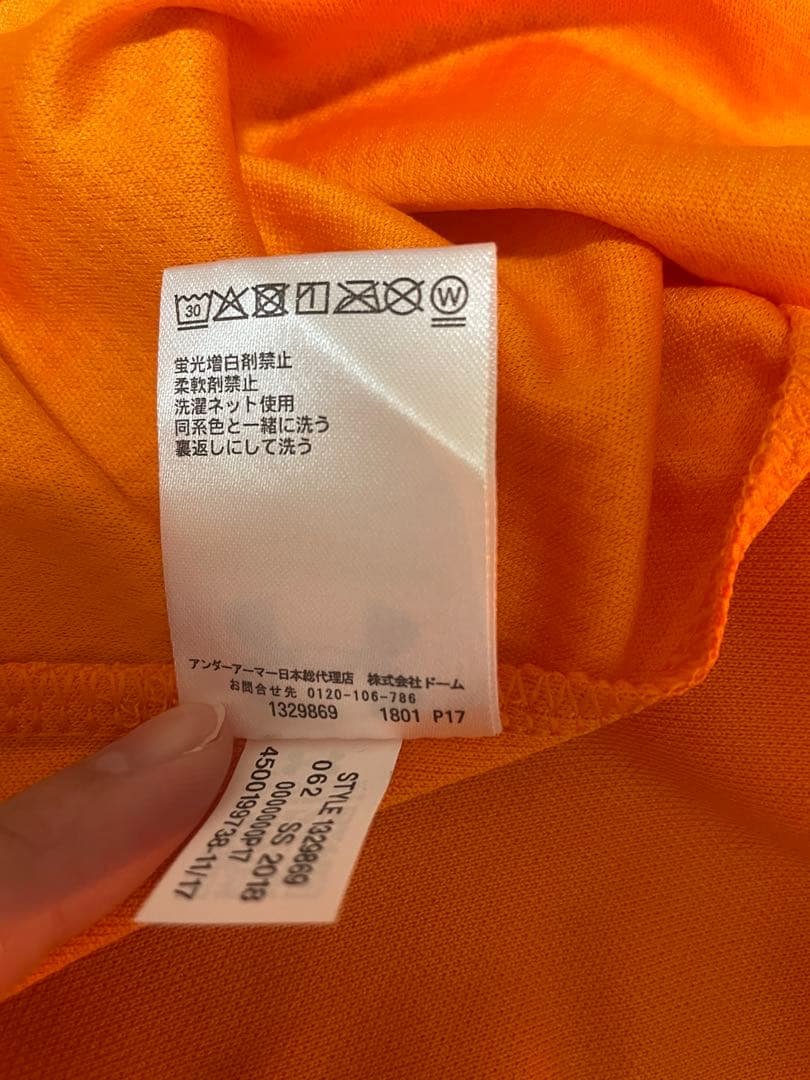 30 W
蛍光増白剤禁止
柔軟剤禁止
洗濯ネット使用
同系色と一緒に洗う
裏返しにして洗う
アンダーアーマー日本総代理店 株式会社ドーム
お問合せ先 0120-106-786
1329869 1801 P17
STYLE 1329869
062 SS 2018
0000000P17
4500199738-11/17